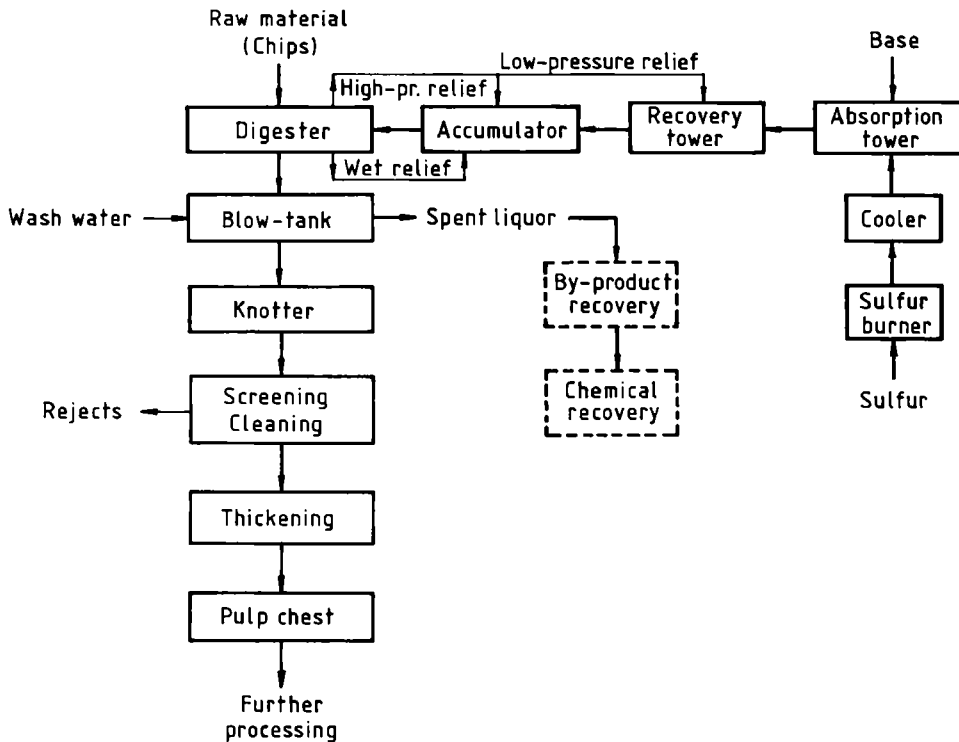 Raw material
(Chips)
Base
Low-pressure relief
High-pr. relief
Digester
Accumulator
Recovery
tower
Absorption
tower
Wet relief
Wash water
Blow-tank
Spent liquor
Cooler
By-product
recovery
Knotter
Sulfur
burner
Screening
Cleaning
Rejects
Chemical
recovery
Sulfur
Thickening
Pulp chest
Further
processing